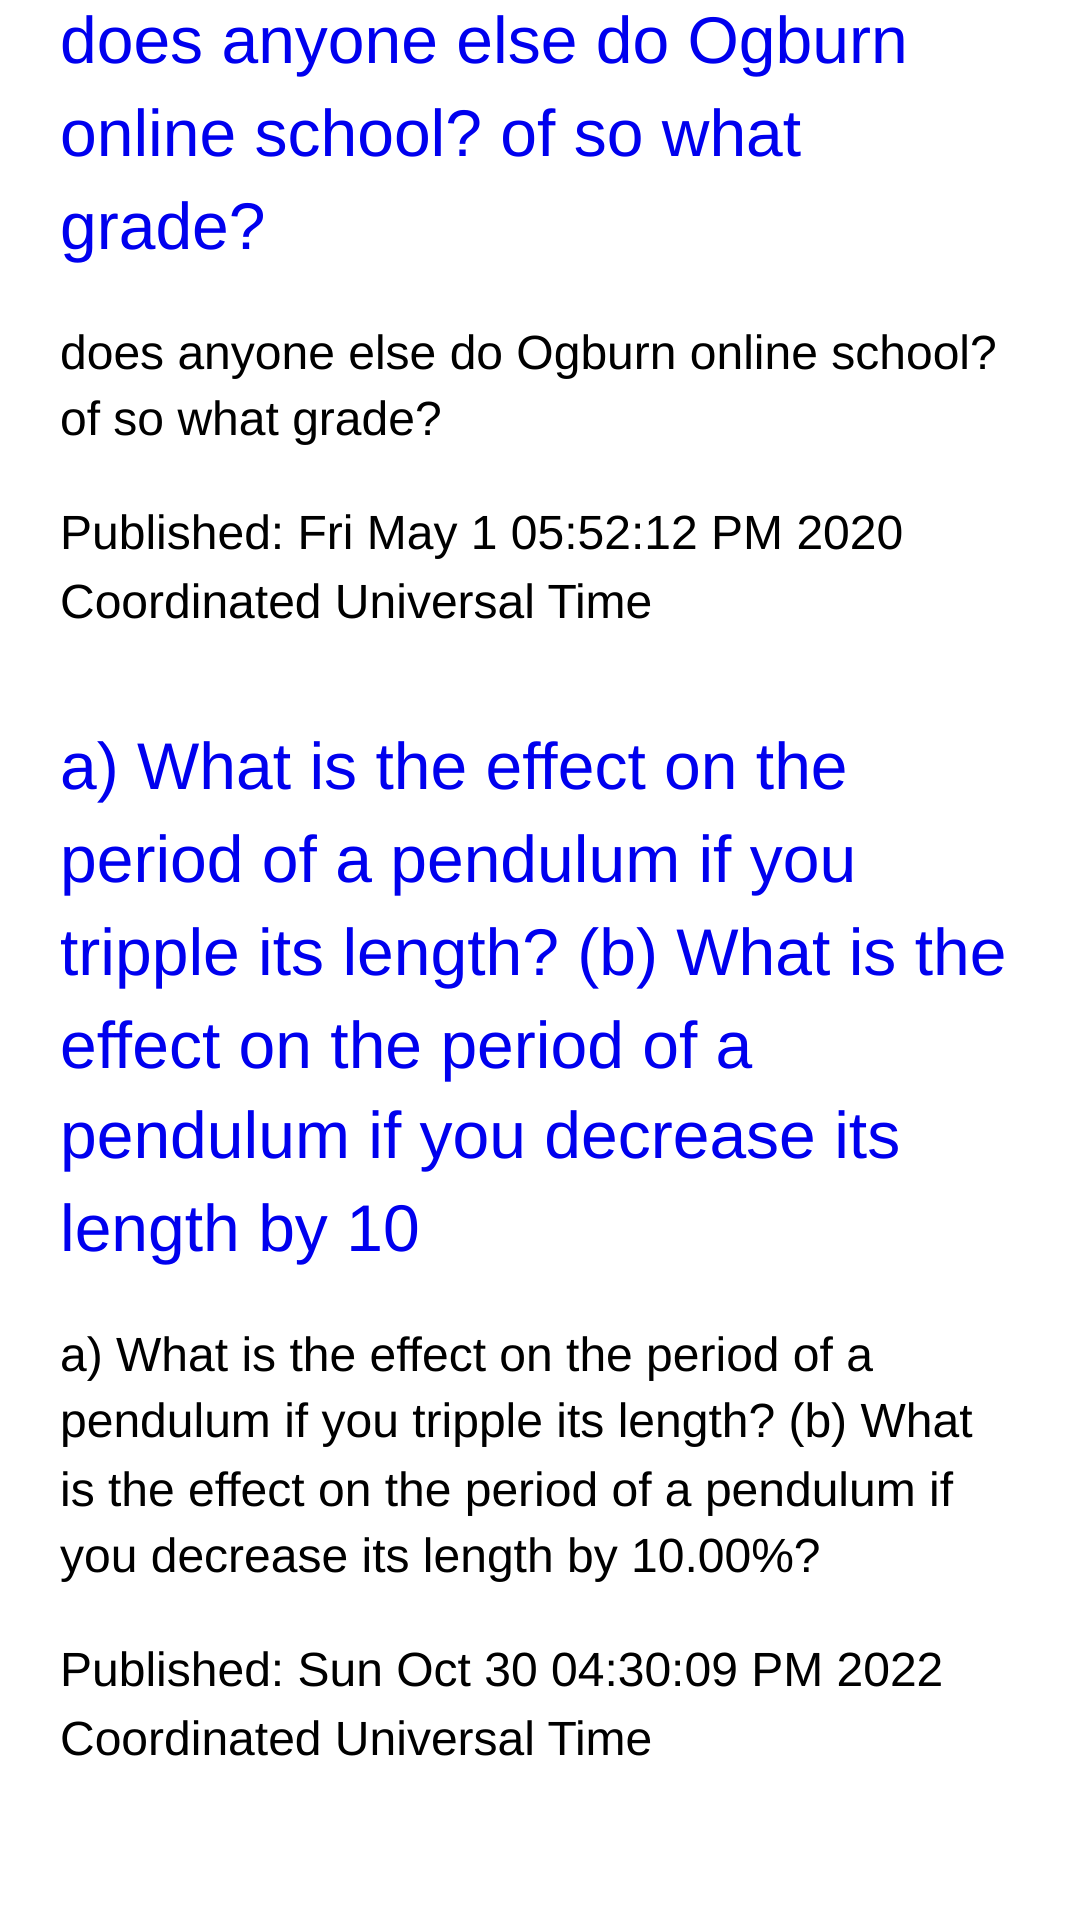 does anyone else do Ogburn
online school? of so what
grade?
does anyone else do Ogburn online school?
of so what grade?
Published: Fri May 1 05:52:12 PM 2020
Coordinated Universal Time
a) What is the effect on the
period of a pendulum if you
tripple its length? (b) What is the
effect on the period of a
pendulum if you decrease its
length by 10
a) What is the effect on the period of a
pendulum if you tripple its length? (b) What
is the effect on the period of a pendulum if
you decrease its length by 10.00%?
Published: Sun Oct 30 04:30:09 PM 2022
Coordinated Universal Time